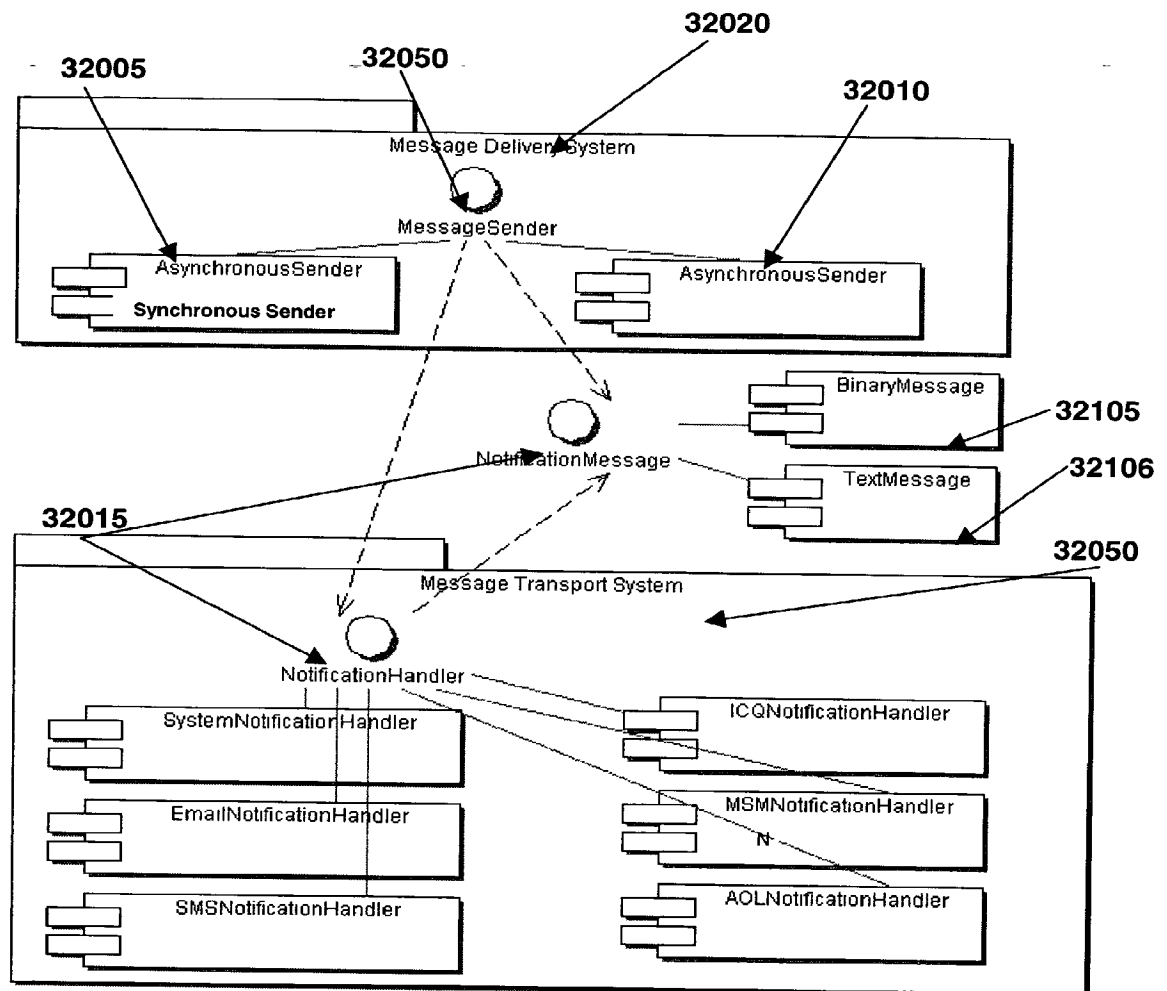 32020
32050
32005
32010
Message Delivery System
MessageSender
AsynchronousSender
AsynchronousSender
Synchronous Sender
BinaryMessage
32105
NotificationMessage
32106
TextMessage
32015
32050
Message Transport System
NotificationHandler
SystemNotificationHandler
ICQNotificationHandler
EmailNotificationHandler
MSMNotificationHandler
N
SMSNotificationHandler
AOLNotificationHandler